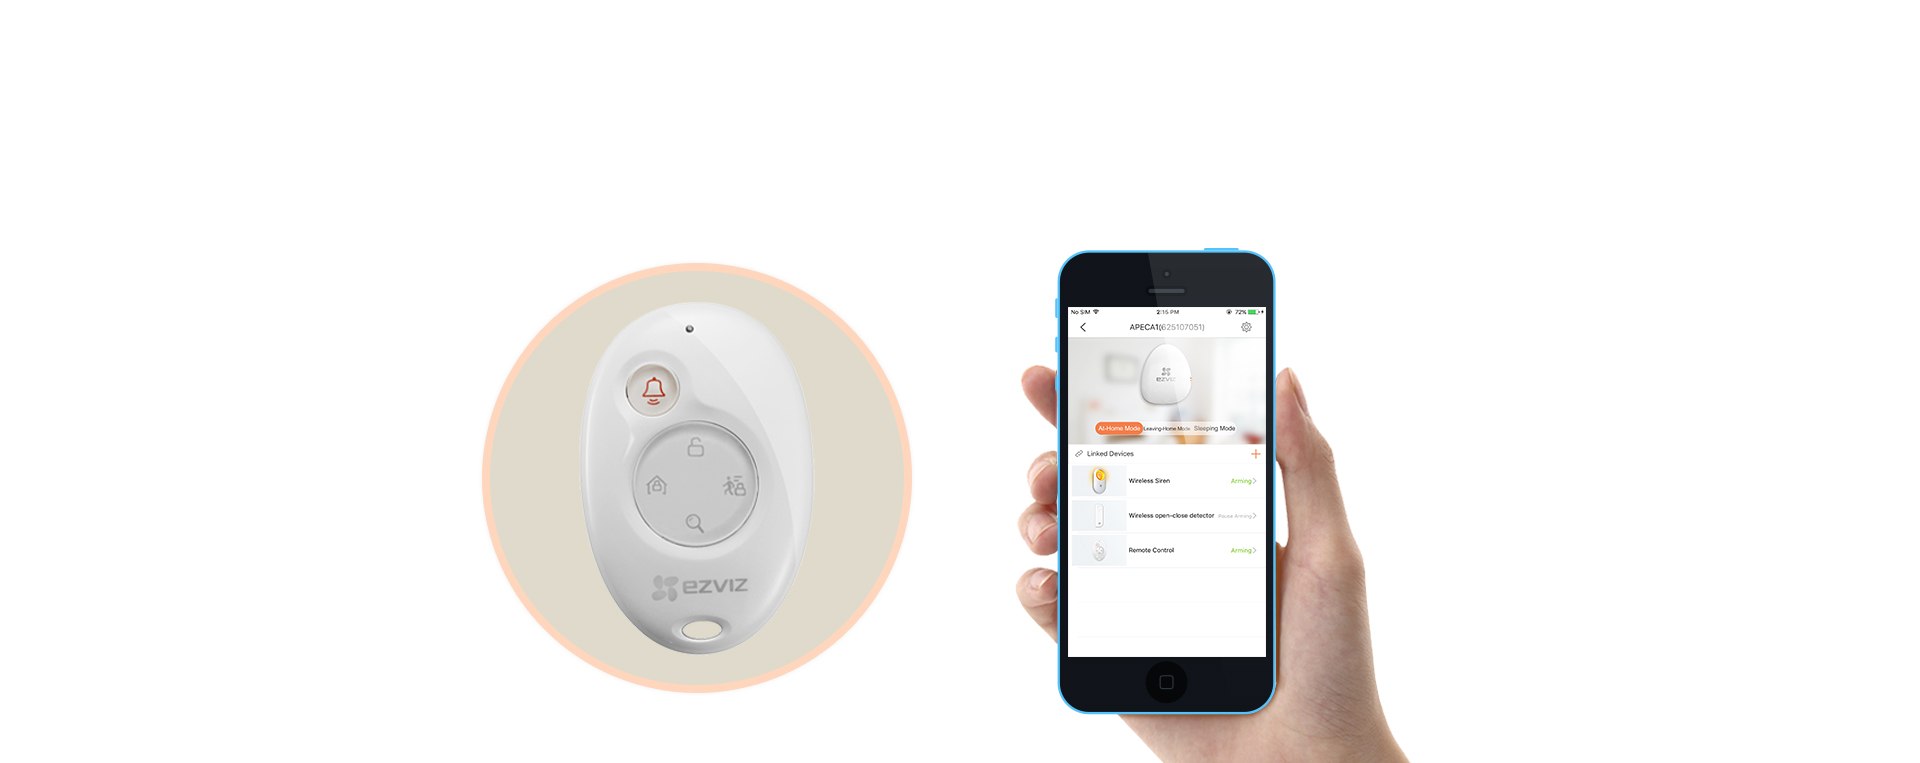 ezviz
No SIM 2:15 PM 72%
APECA1(625107051)
ezviz
At-Home Mode Leaving-Home Mode Sleeping Mode
Linked Devices
Wireless Siren Arming
Wireless open-close detector Pause Arming
Remote Control Arming